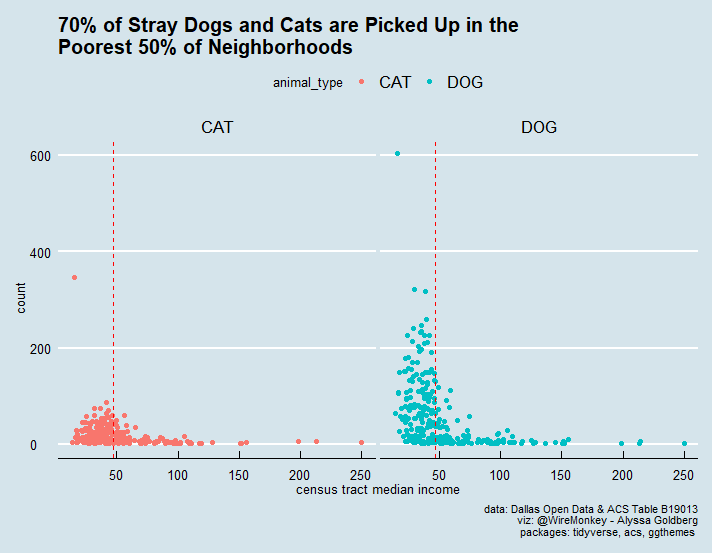 70% of Stray Dogs and Cats are Picked Up in the
Poorest 50% of Neighborhoods
animal_type CAT DOG
CAT DOG
600
400
200
0
count
50 100 150 200 250 50 100 150 200 250
census tract median income
data: Dallas Open Data & ACS Table B19013
viz: @WireMonkey - Alyssa Goldberg
packages: tidyverse, acs, ggthemes